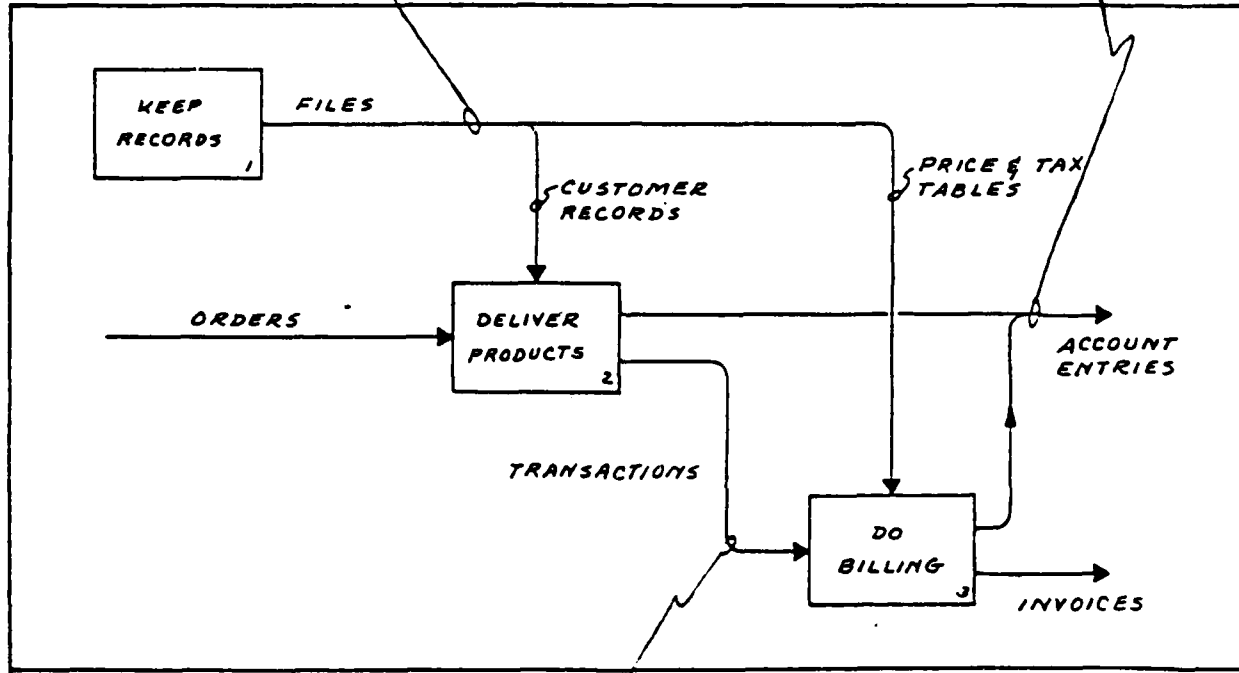 KEEP
RECORDS
1
FILES
CUSTOMER
RECORDS
PRICE & TAX
TABLES
ORDERS
DELIVER
PRODUCTS
2
ACCOUNT
ENTRIES
TRANSACTIONS
DO
BILLING
3
INVOICES